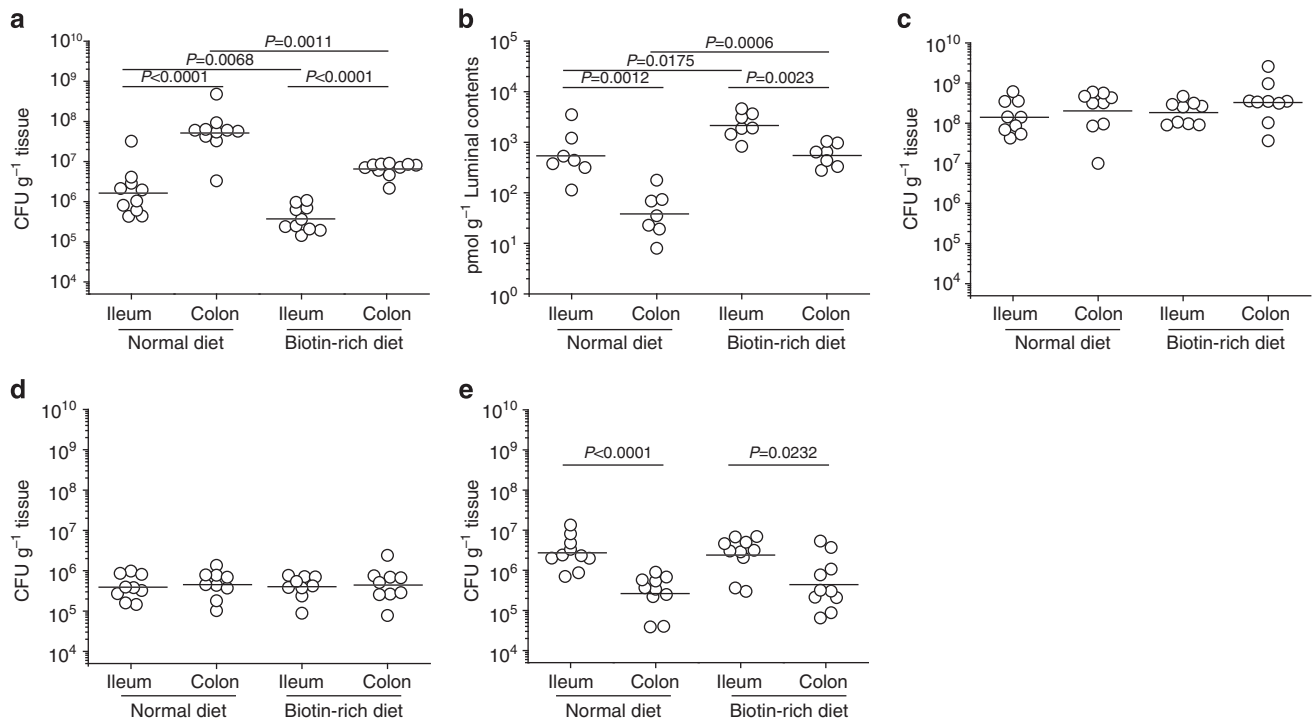 a
CFU g⁻¹ tissue
10¹⁰
10⁹
10⁸
10⁷
10⁶
10⁵
10⁴
P=0.0011
P=0.0068
P<0.0001
P<0.0001
Ileum Colon Ileum Colon
Normal diet Biotin-rich diet
b
pmol g⁻¹ Luminal contents
10⁵
10⁴
10³
10²
10¹
10⁰
P=0.0006
P=0.0175
P=0.0012
P=0.0023
Ileum Colon Ileum Colon
Normal diet Biotin-rich diet
c
CFU g⁻¹ tissue
10¹⁰
10⁹
10⁸
10⁷
10⁶
10⁵
10⁴
Ileum Colon Ileum Colon
Normal diet Biotin-rich diet
d
CFU g⁻¹ tissue
10¹⁰
10⁹
10⁸
10⁷
10⁶
10⁵
10⁴
Ileum Colon Ileum Colon
Normal diet Biotin-rich diet
e
CFU g⁻¹ tissue
10¹⁰
10⁹
10⁸
10⁷
10⁶
10⁵
10⁴
P<0.0001
P=0.0232
Ileum Colon Ileum Colon
Normal diet Biotin-rich diet